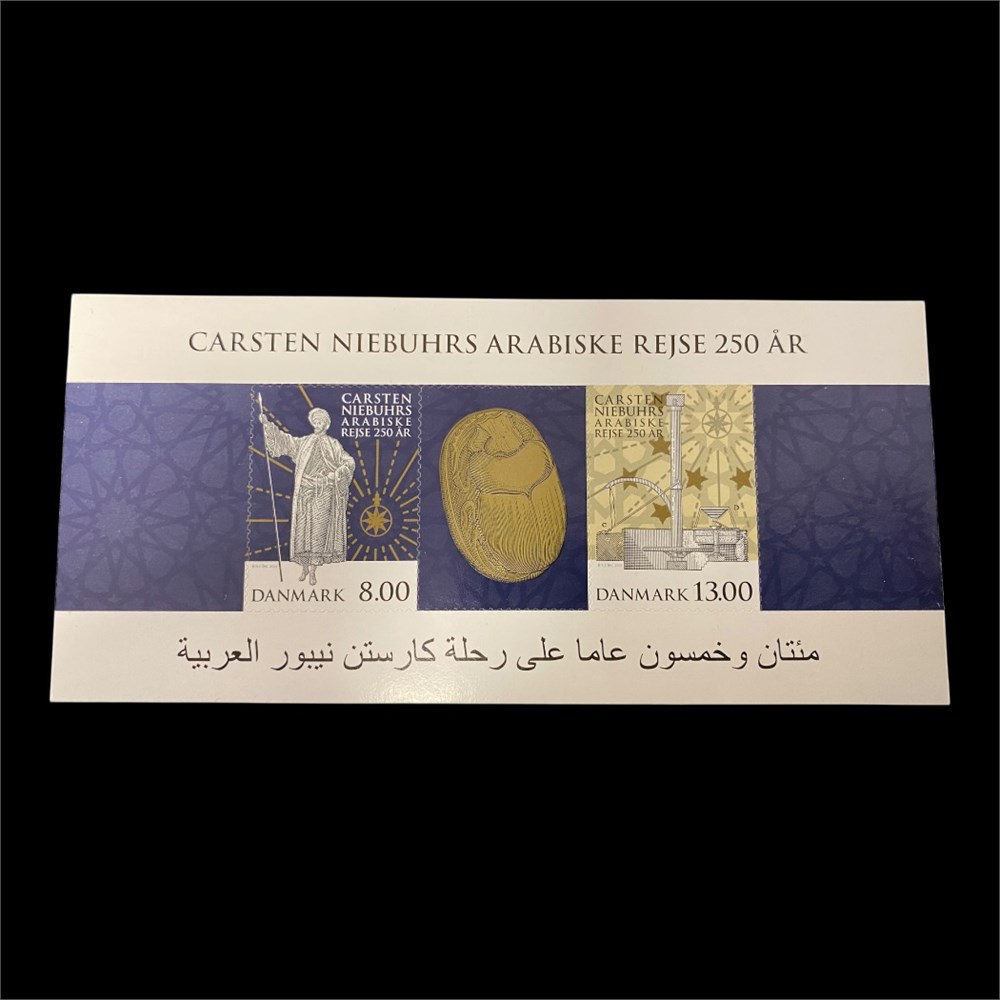 CARSTEN NIEBUHRS ARABISKE REJSE 250 ÅR
CARSTEN
NIEBUHRS
ARABISKE
REJSE 250 ÅR
DANMARK 8.00
CARSTEN
NIEBUHRS
ARABISKE
REJSE 250 ÅR
C
D
DANMARK 13.00
مئتان وخمسون عاما على رحلة كارستن نيبور العربية